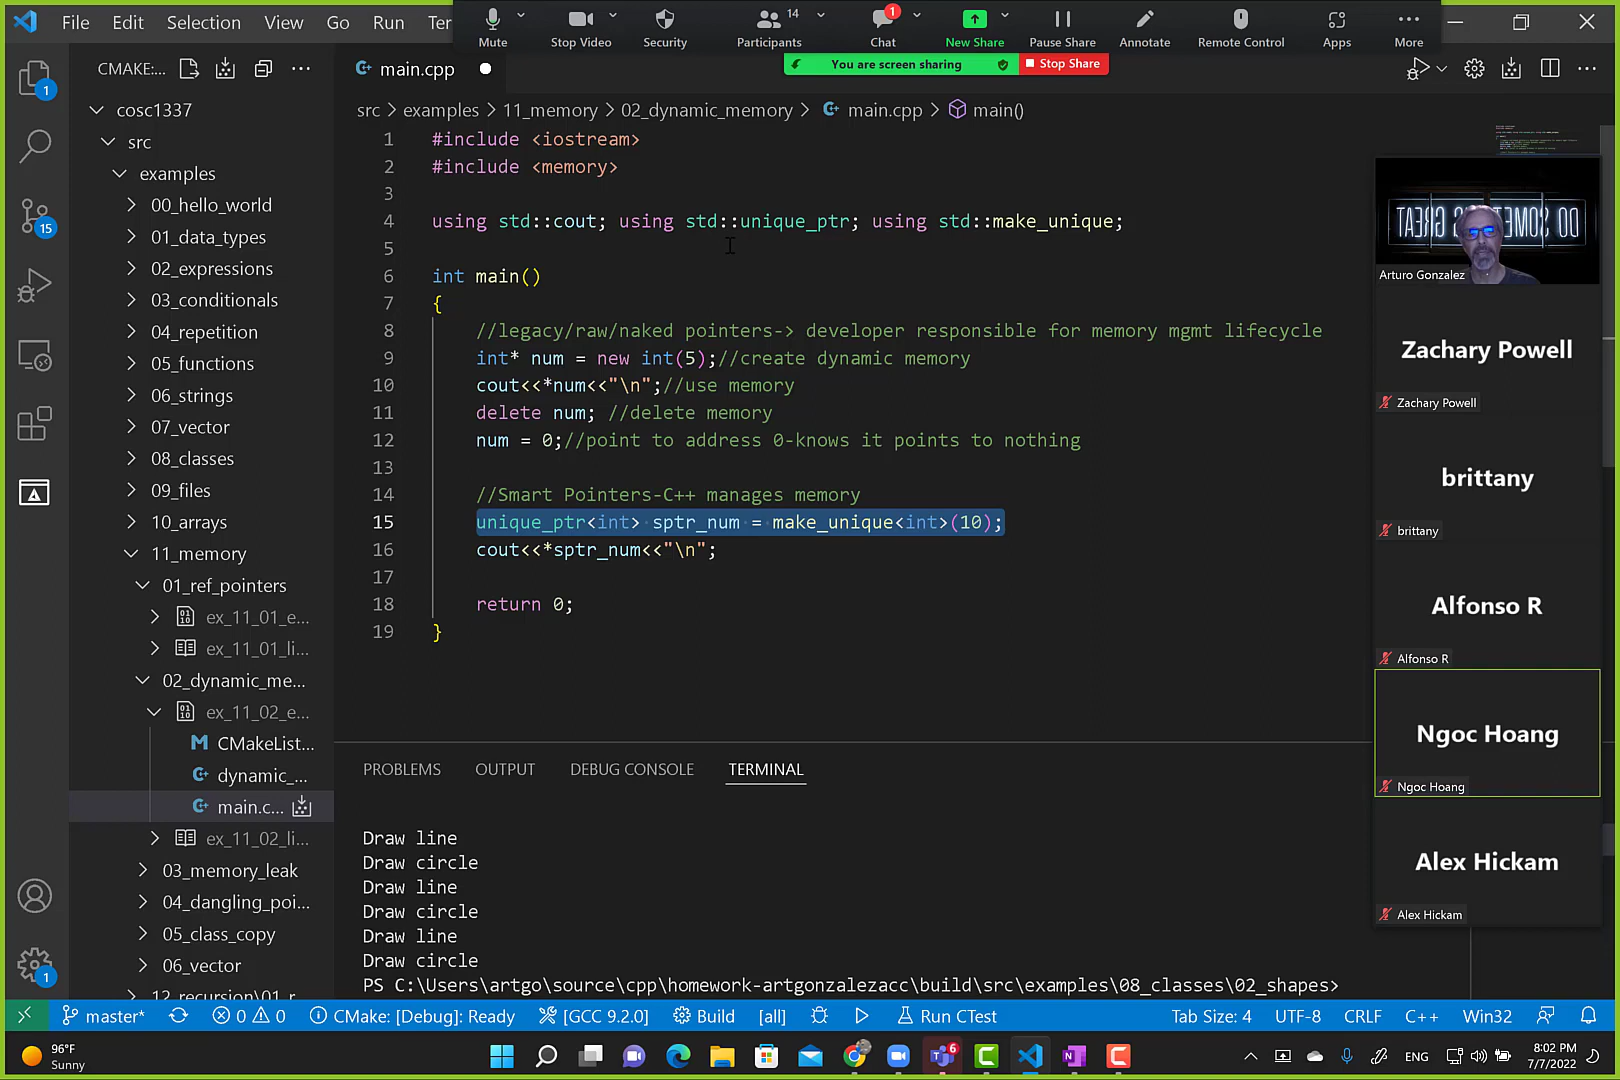 File Edit Selection View Go Run Ter
Mute Stop Video Security Participants 14 Chat 1 New Share Pause Share Annotate Remote Control Apps More
You are screen sharing Stop Share
CMAKE:... main.cpp
src > examples > 11_memory > 02_dynamic_memory > main.cpp > main()
1
15
1
cosc1337
src
examples
00_hello_world
01_data_types
02_expressions
03_conditionals
04_repetition
05_functions
06_strings
07_vector
08_classes
09_files
10_arrays
11_memory
01_ref_pointers
ex_11_01_e...
ex_11_01_li...
02_dynamic_me...
ex_11_02_e...
CMakeList...
dynamic_...
main.c...
ex_11_02_li...
03_memory_leak
04_dangling_poi...
05_class_copy
06_vector
1 #include <iostream>
2 #include <memory>
3
4 using std::cout; using std::unique_ptr; using std::make_unique;
5
6 int main()
7 {
8 //legacy/raw/naked pointers-> developer responsible for memory mgmt lifecycle
9 int* num = new int(5);//create dynamic memory
10 cout<<*num<<"\n";//use memory
11 delete num; //delete memory
12 num = 0;//point to address 0-knows it points to nothing
13
14 //Smart Pointers-C++ manages memory
15 unique_ptr<int> sptr_num = make_unique<int>(10);
16 cout<<*sptr_num<<"\n";
17
18 return 0;
19 }
DO SOMETHING GREAT
Arturo Gonzalez
Zachary Powell
Zachary Powell
brittany
brittany
Alfonso R
Alfonso R
Ngoc Hoang
Ngoc Hoang
Alex Hickam
Alex Hickam
PROBLEMS OUTPUT DEBUG CONSOLE TERMINAL
Draw line
Draw circle
Draw line
Draw circle
Draw line
Draw circle
PS C:\Users\artgo\source\cpp\homework-artgonzalezacc\build\src\examples\08_classes\02_shapes>
master* 0 0 CMake: [Debug]: Ready [GCC 9.2.0] Build [all] Run CTest Tab Size: 4 UTF-8 CRLF C++ Win32
96°F
Sunny
6
ENG
8:02 PM
7/7/2022